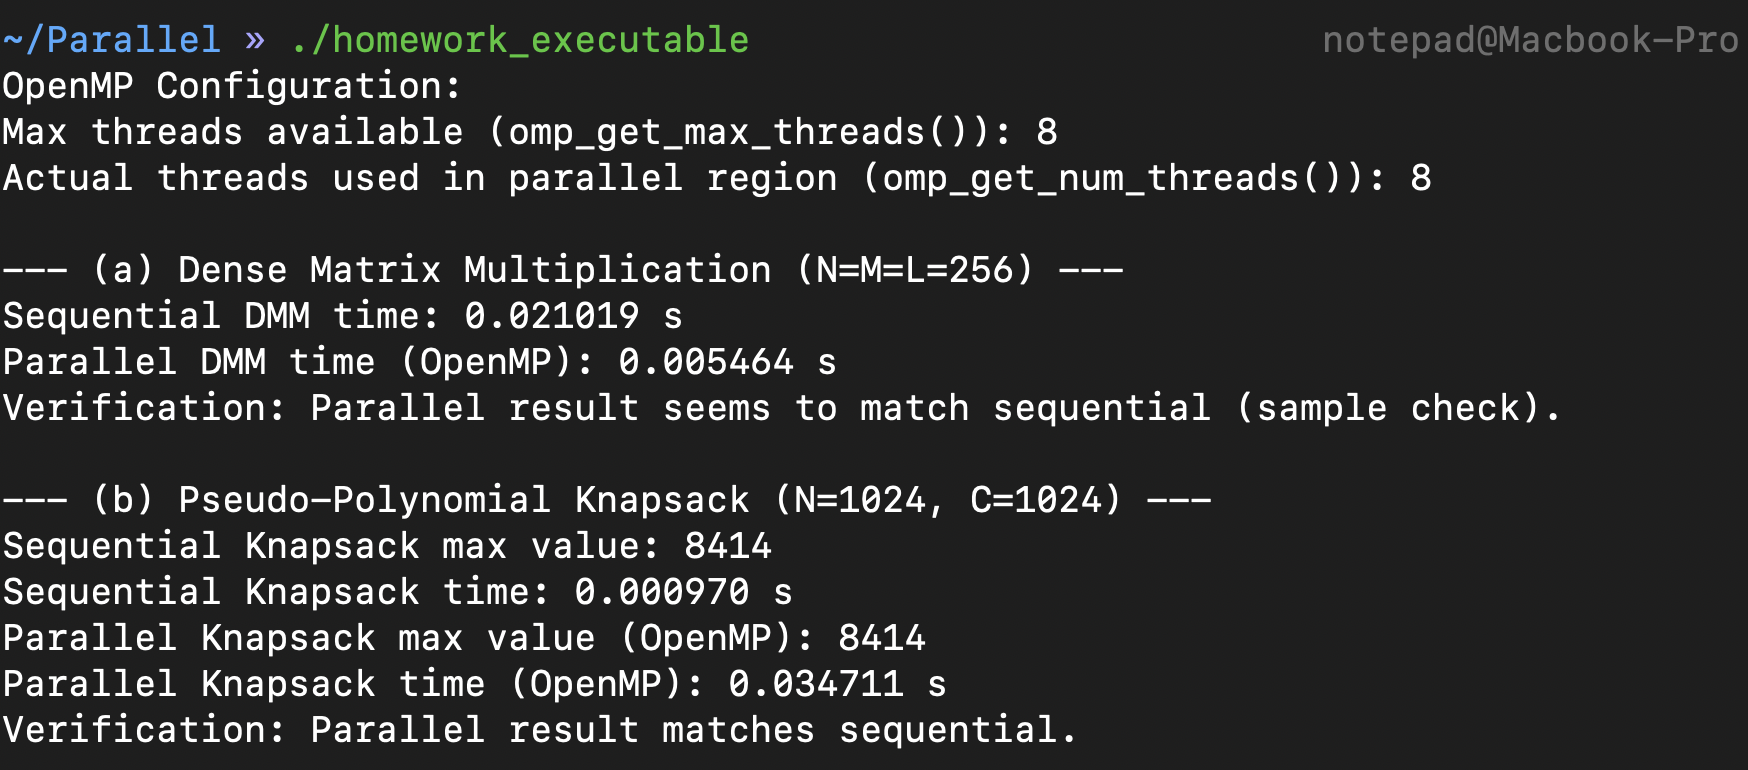 ~/Parallel » ./homework_executable notepad@Macbook-Pro
OpenMP Configuration:
Max threads available (omp_get_max_threads()): 8
Actual threads used in parallel region (omp_get_num_threads()): 8
--- (a) Dense Matrix Multiplication (N=M=L=256) ---
Sequential DMM time: 0.021019 s
Parallel DMM time (OpenMP): 0.005464 s
Verification: Parallel result seems to match sequential (sample check).
--- (b) Pseudo-Polynomial Knapsack (N=1024, C=1024) ---
Sequential Knapsack max value: 8414
Sequential Knapsack time: 0.000970 s
Parallel Knapsack max value (OpenMP): 8414
Parallel Knapsack time (OpenMP): 0.034711 s
Verification: Parallel result matches sequential.